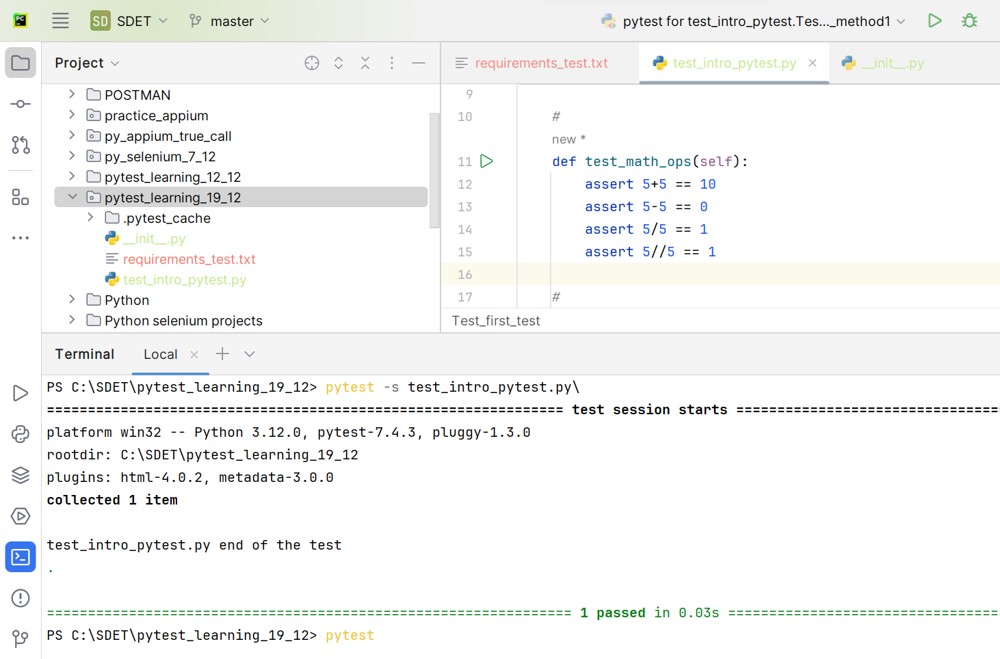 PC SD SDET master pytest for test_intro_pytest.Tes..._method1
Project
requirements_test.txt test_intro_pytest.py __init__.py
POSTMAN
practice_appium
py_appium_true_call
py_selenium_7_12
pytest_learning_12_12
pytest_learning_19_12
.pytest_cache
__init__.py
requirements_test.txt
test_intro_pytest.py
Python
Python selenium projects
9
10 #
new *
11 def test_math_ops(self):
12 assert 5+5 == 10
13 assert 5-5 == 0
14 assert 5/5 == 1
15 assert 5//5 == 1
16
17 #
Test_first_test
Terminal Local
PS C:\SDET\pytest_learning_19_12> pytest -s test_intro_pytest.py\
=============================================================== test session starts ================================
platform win32 -- Python 3.12.0, pytest-7.4.3, pluggy-1.3.0
rootdir: C:\SDET\pytest_learning_19_12
plugins: html-4.0.2, metadata-3.0.0
collected 1 item
test_intro_pytest.py end of the test
.
================================================================ 1 passed in 0.03s =================================
PS C:\SDET\pytest_learning_19_12> pytest